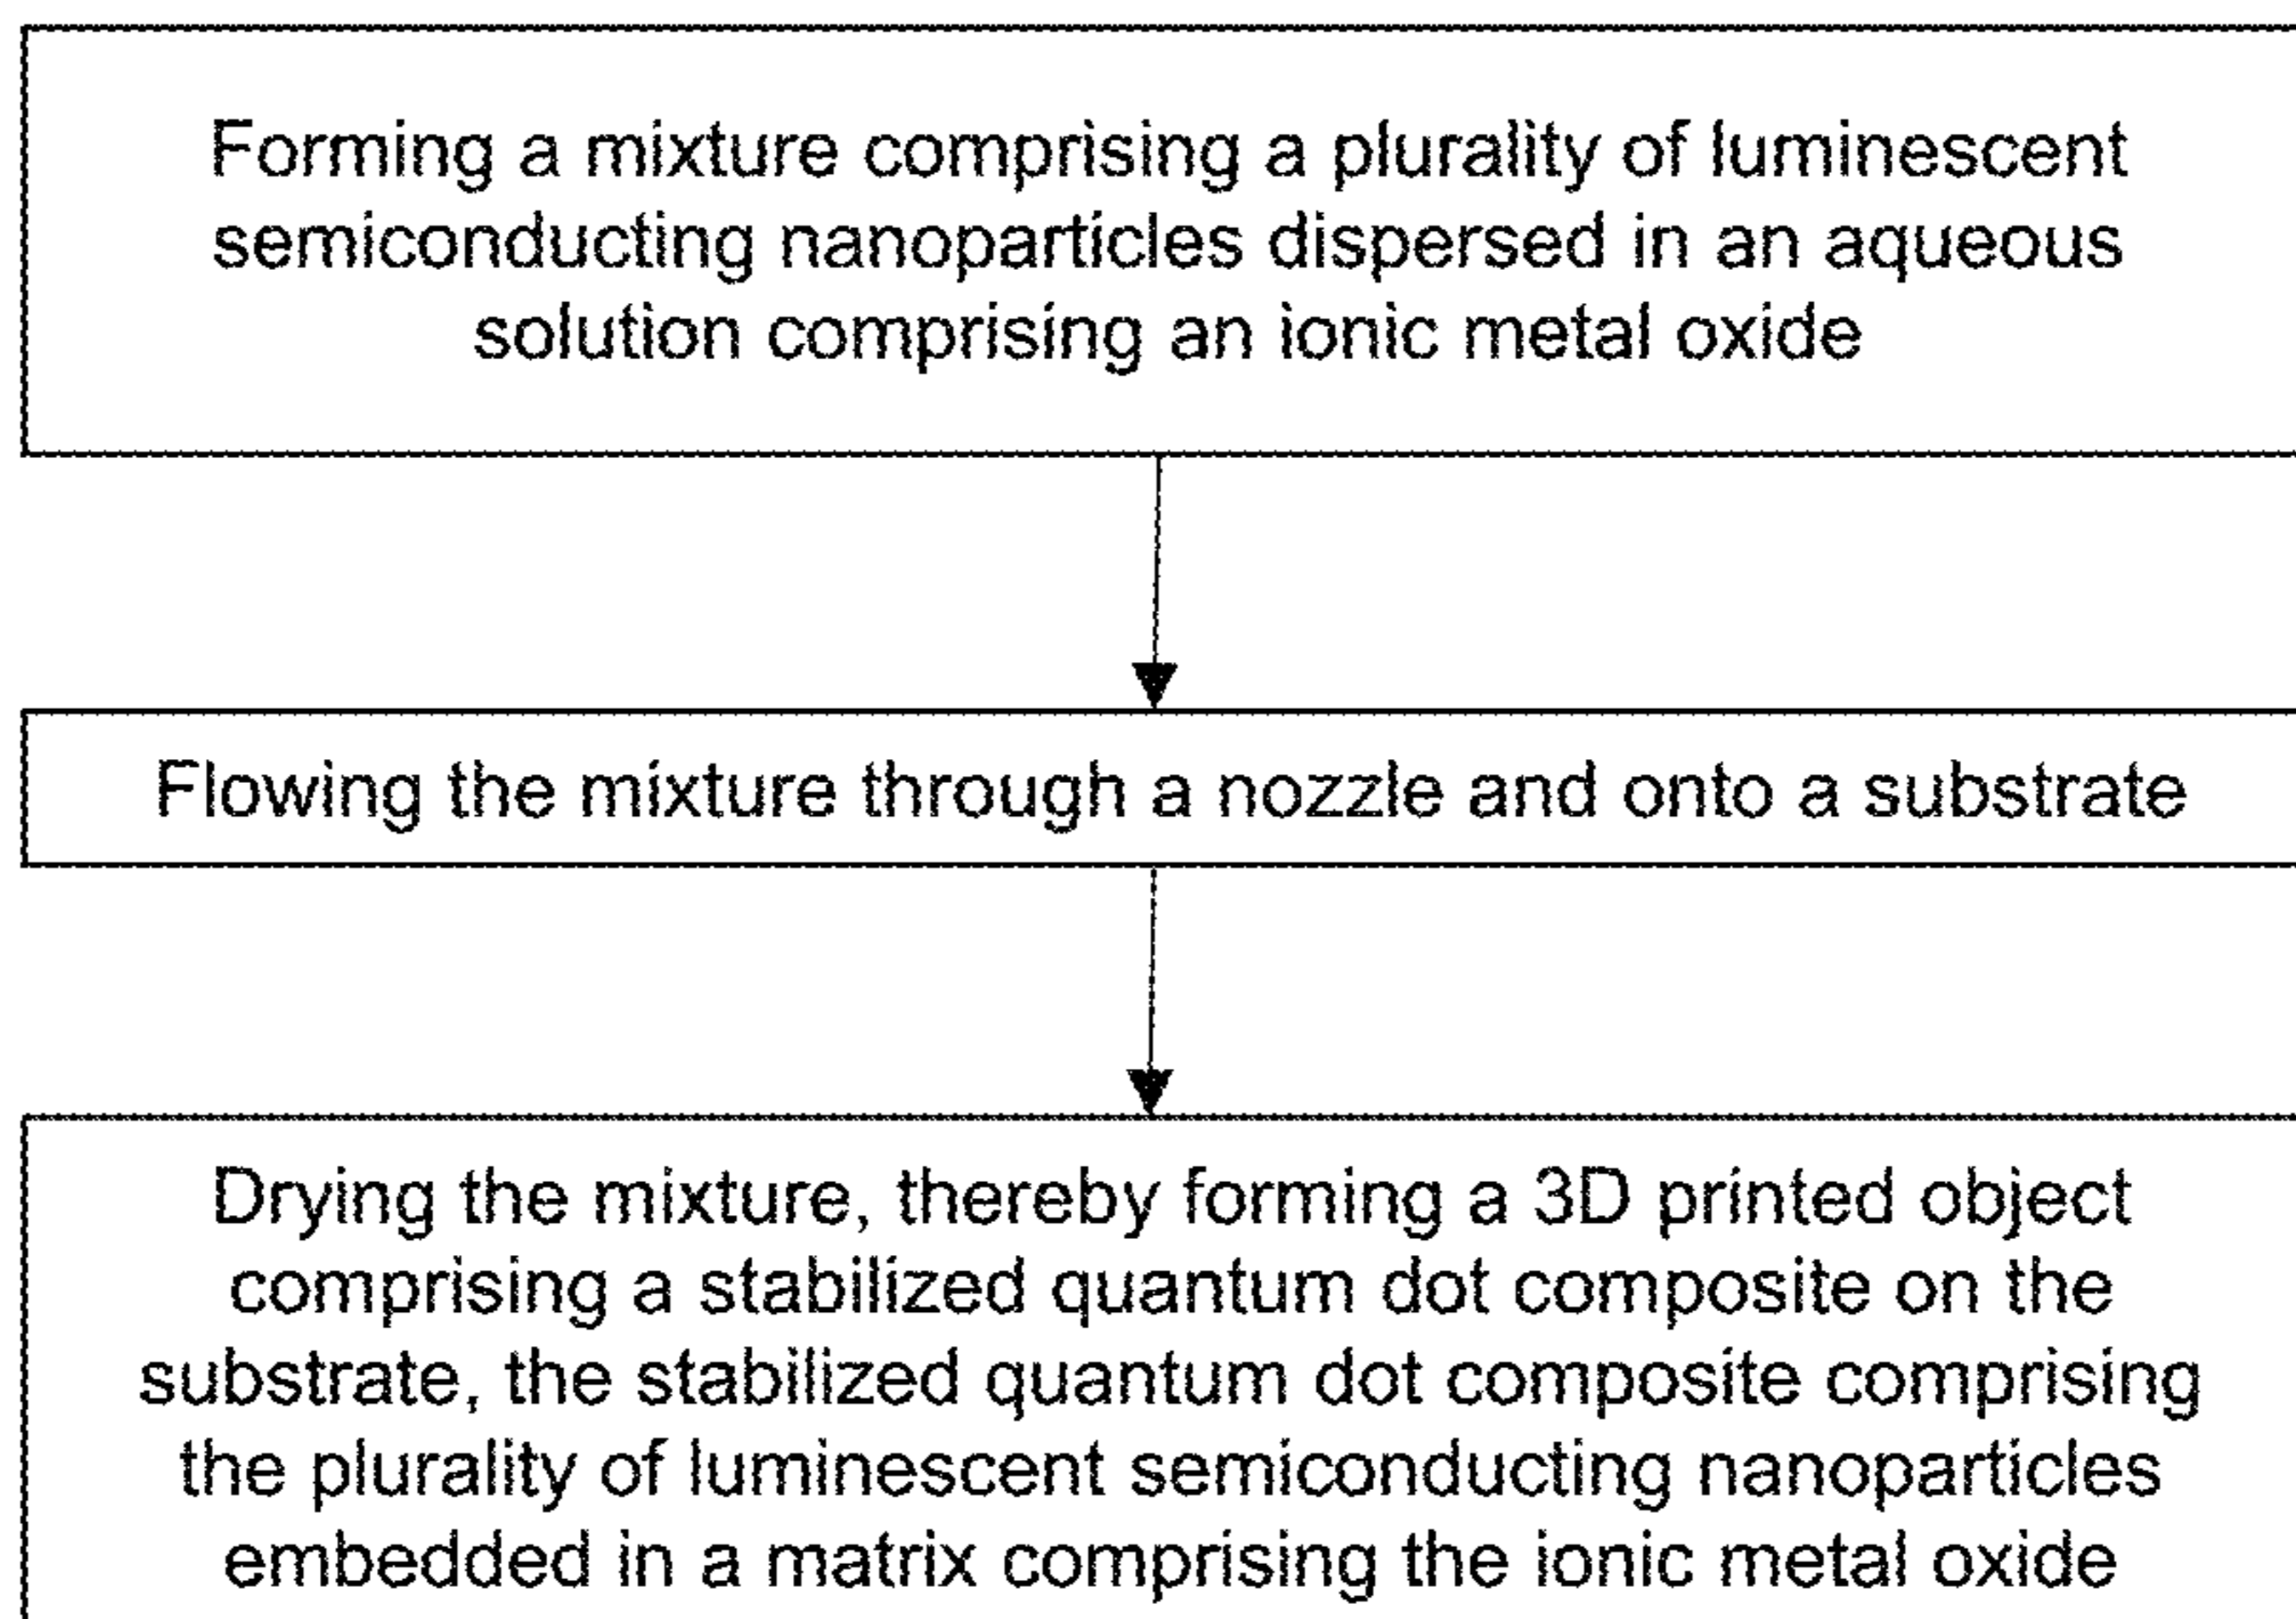 Forming a mixture comprising a plurality of luminescent
semiconducting nanoparticles dispersed in an aqueous
solution comprising an ionic metal oxide
Flowing the mixture through a nozzle and onto a substrate
Drying the mixture, thereby forming a 3D printed object
comprising a stabilized quantum dot composite on the
substrate, the stabilized quantum dot composite comprising
the plurality of luminescent semiconducting nanoparticles
embedded in a matrix comprising the ionic metal oxide